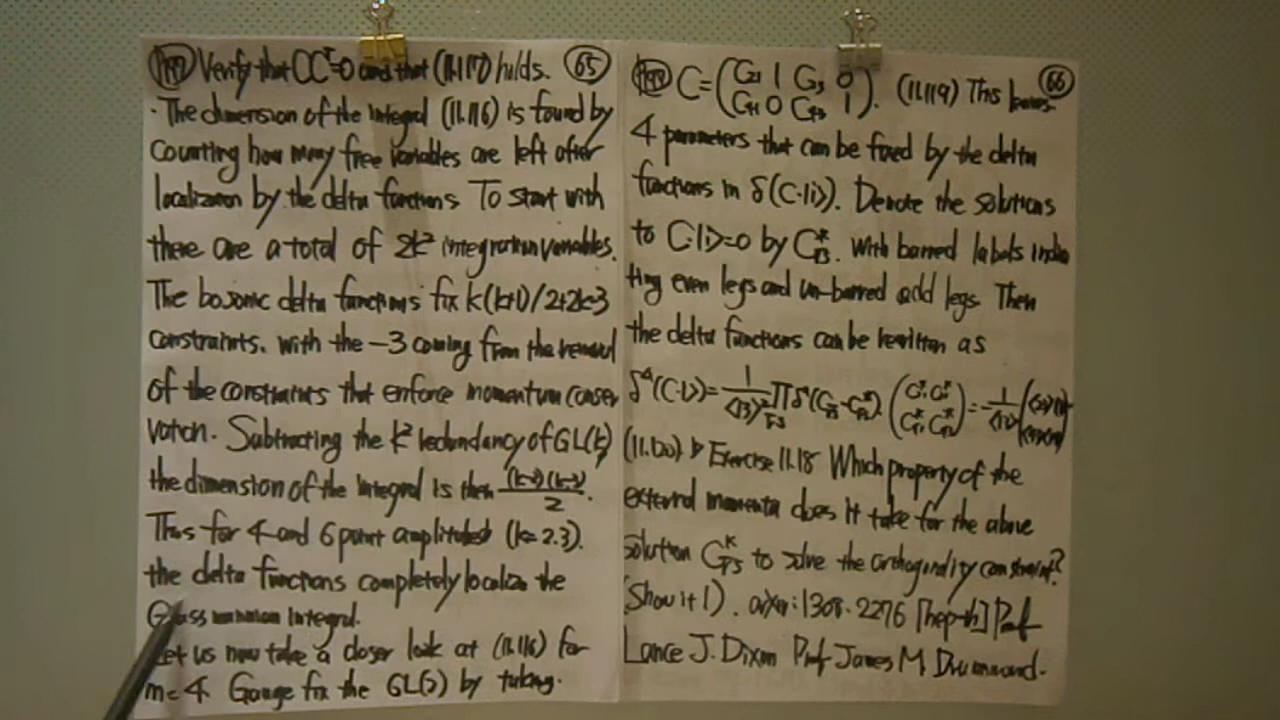 Verify that CCᵀ=0 and that (11.117) holds. 65
· The dimension of the integral (11.116) is found by
counting how many free variables are left after
localization by the delta functions To start with
there are a total of 2k² integration variables.
The bosonic delta functions fix k(k+1)/2+2k-3
constraints. with the -3 coming from the removal
of the constraints that enforce momentum conser
vation. Subtracting the k² redundancy of GL(k)
the dimension of the integral is then (k-2)(k-3)/2.
Thus for 4 and 6 point amplitudes (k=2.3).
the delta functions completely localize the
Grassmannian integral.
Let us now take a closer look at (11.116) for
m=4 Gauge fix the GL(2) by taking.
C=(C21 1 C23 0 / C41 0 C43 1). (11.119) This leaves 66
4 parameters that can be fixed by the delta
functions in δ(C·|i⟩). Denote the solutions
to C·|i⟩=0 by C*r̄s. with barred labels indica
ting even legs and un-barred odd legs Then
the delta functions can be rewritten as
δ⁴(C·|i⟩)= 1/⟨13⟩²
(11.120). ▷ Exercise 11.18 Which property of the
external momenta does it take for the above
solution C*r̄s to solve the orthogonality constraint?
(Show it!). arxiv:1308.2276 [hep-th] Prof
Lance J. Dixon Prof James M Drummond.